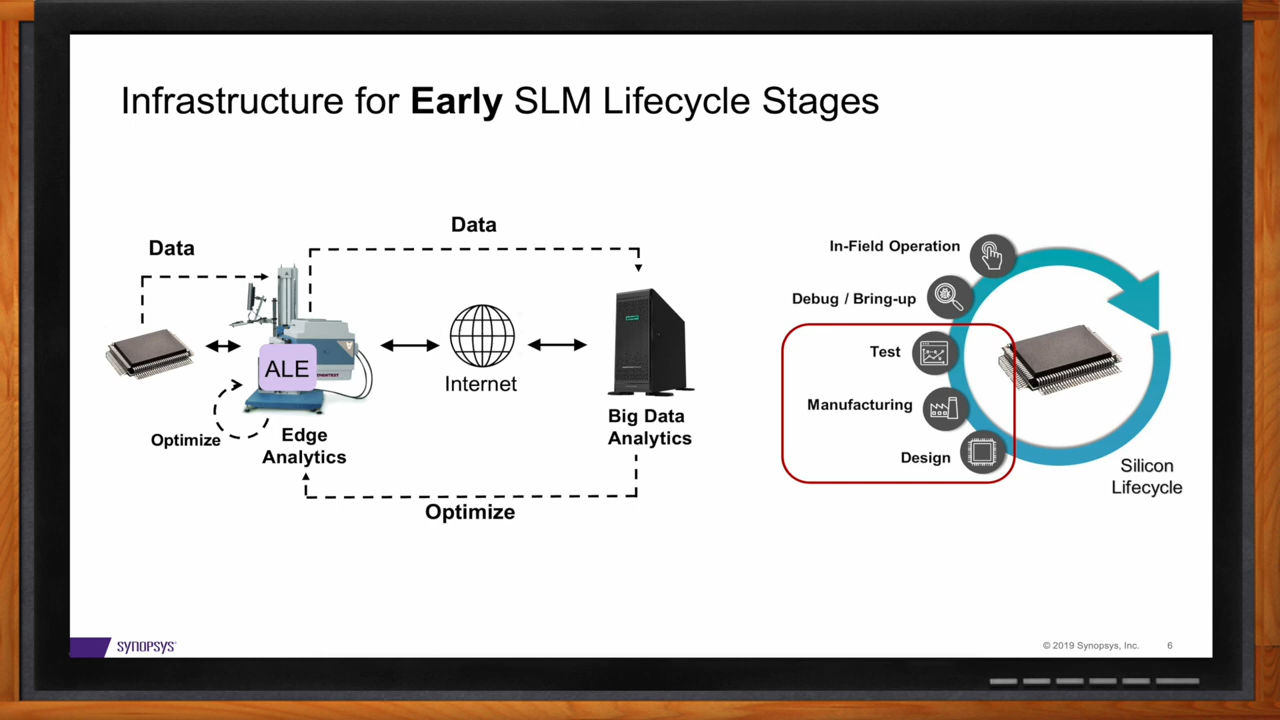 Infrastructure for Early SLM Lifecycle Stages
Data
Data
ALE
Internet
Optimize
Edge
Analytics
Big Data
Analytics
Optimize
In-Field Operation
Debug / Bring-up
Test
Manufacturing
Design
Silicon
Lifecycle
SYNOPSYS
© 2019 Synopsys, Inc.
6